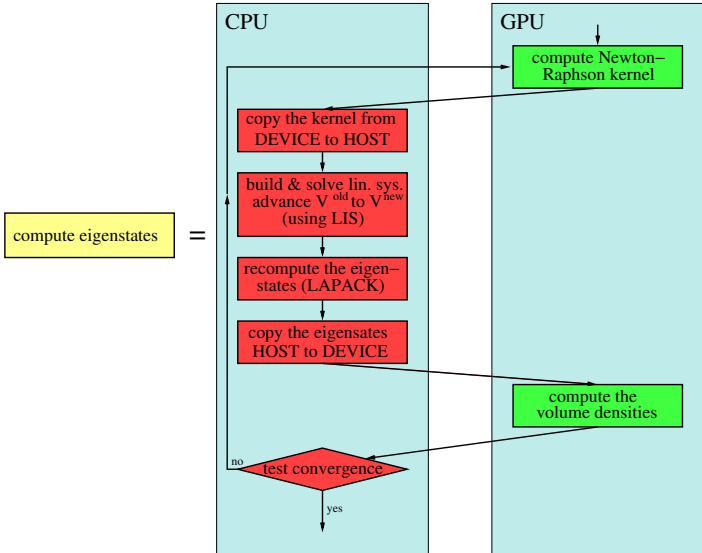 CPU
GPU
compute Newton−
Raphson kernel
copy the kernel from
DEVICE to HOST
build & solve lin. sys.
advance V old to V new
(using LIS)
compute eigenstates
=
recompute the eigen−
states (LAPACK)
copy the eigensates
HOST to DEVICE
compute the
volume densities
no
test convergence
yes